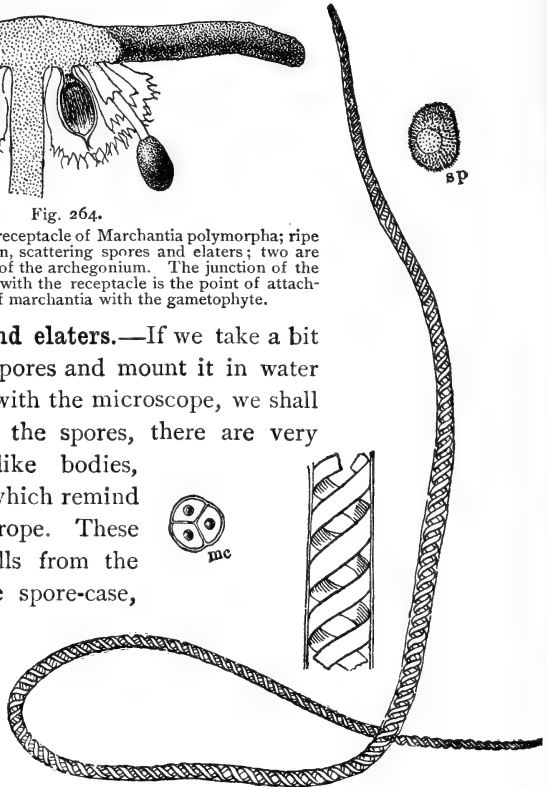 sp
Fig. 264.
receptacle of Marchantia polymorpha; ripe
n, scattering spores and elaters; two are
of the archegonium. The junction of the
with the receptacle is the point of attach-
f marchantia with the gametophyte.
nd elaters.—If we take a bit
pores and mount it in water
with the microscope, we shall
the spores, there are very
like bodies,
which remind
rope. These
mc
lls from the
e spore-case,